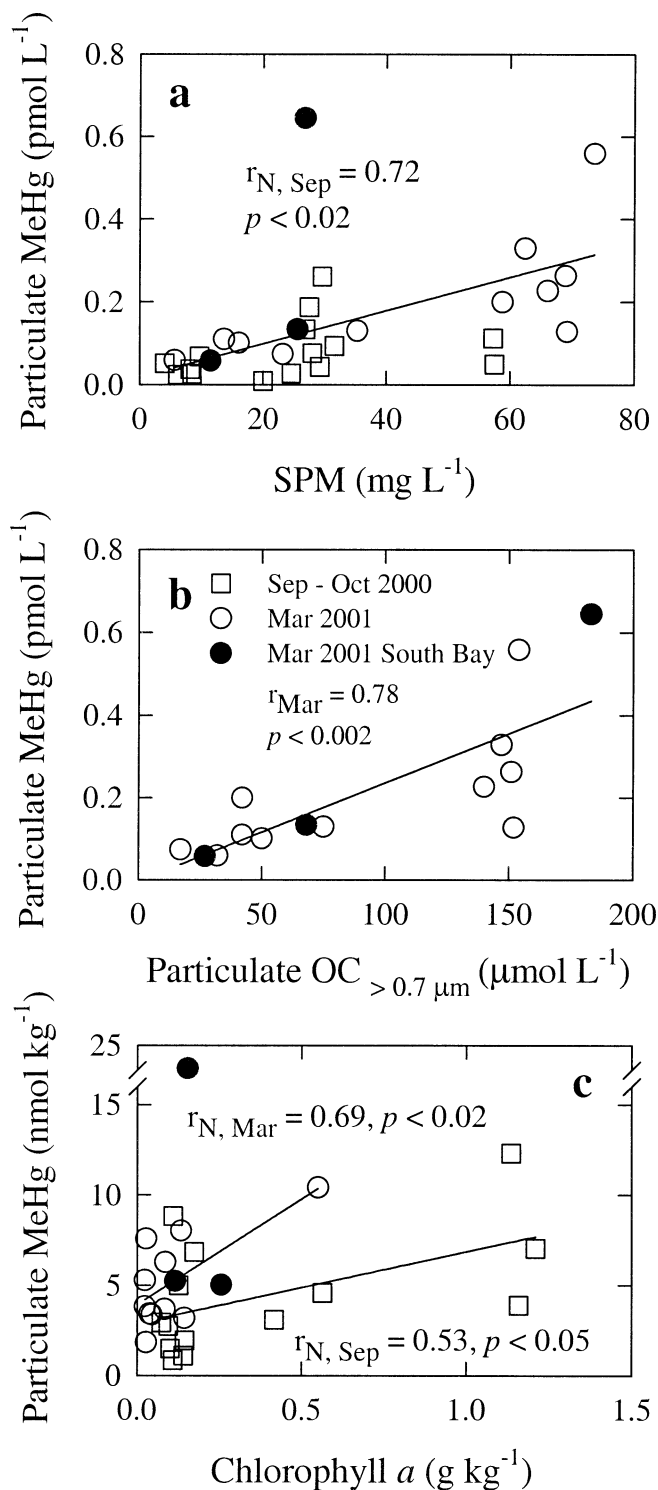 0.8
a
0.6
r_N, Sep = 0.72
p < 0.02
0.4
0.2
0.0
0 20 40 60 80
Particulate MeHg (pmol L^-1)
SPM (mg L^-1)
0.8
b
Sep - Oct 2000
Mar 2001
0.6
Mar 2001 South Bay
r_Mar = 0.78
p < 0.002
0.4
0.2
0.0
0 50 100 150 200
Particulate MeHg (pmol L^-1)
Particulate OC_> 0.7 μm (μmol L^-1)
25
c
15
r_N, Mar = 0.69, p < 0.02
10
5
r_N, Sep = 0.53, p < 0.05
0
0.0 0.5 1.0 1.5
Particulate MeHg (nmol kg^-1)
Chlorophyll a (g kg^-1)